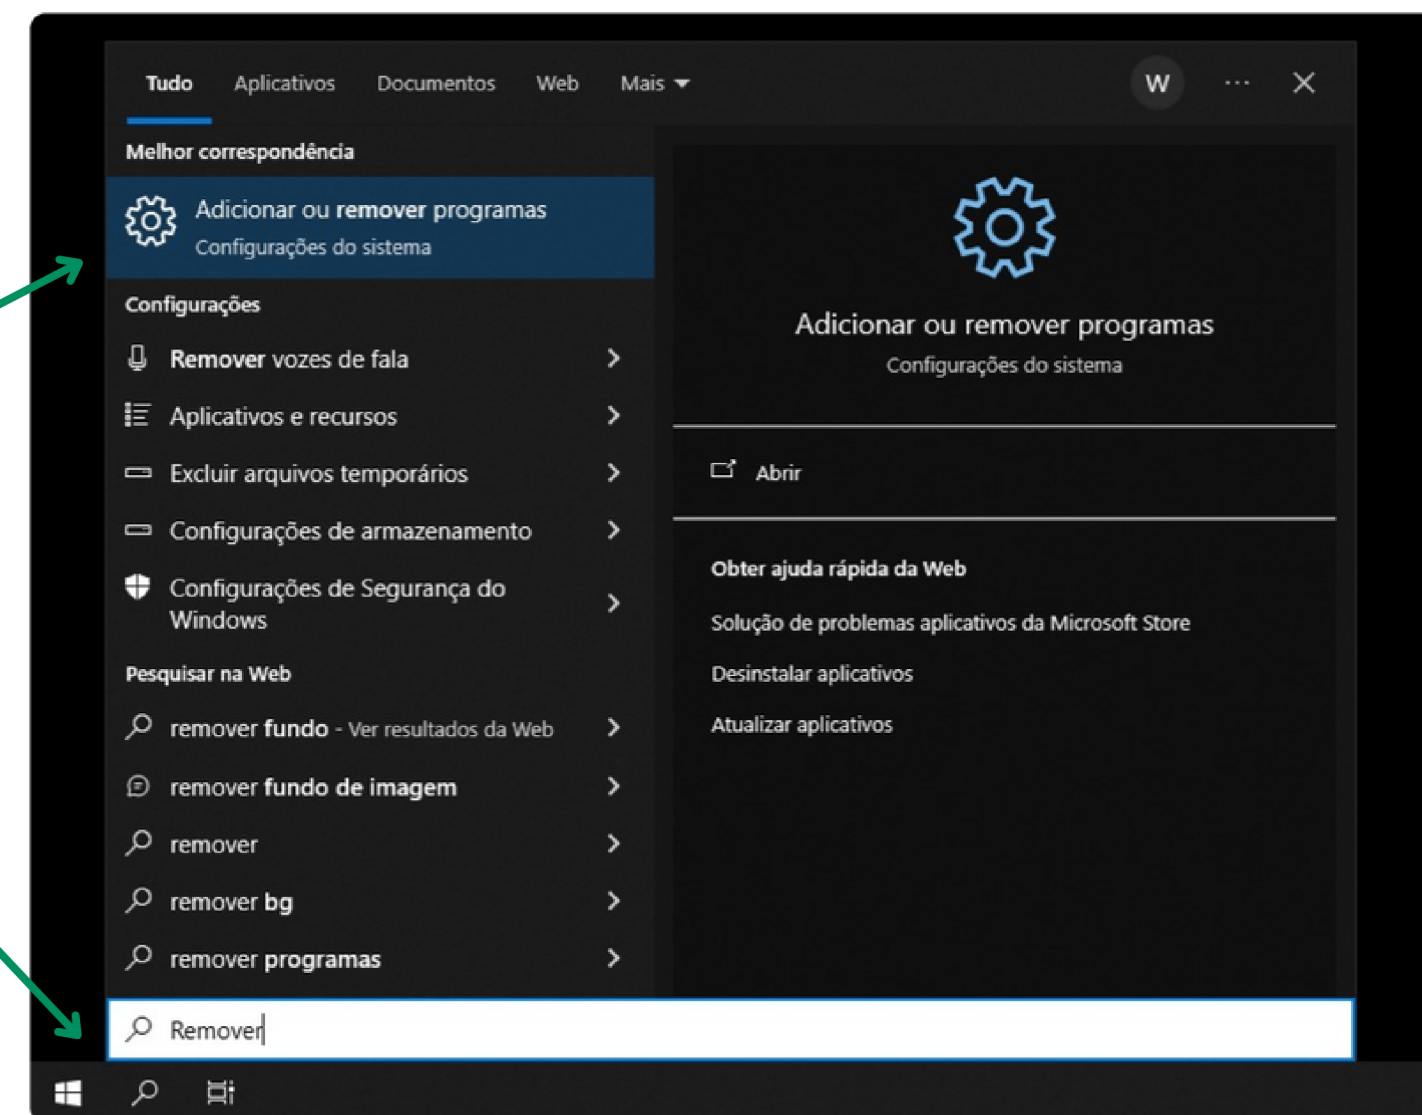 Tudo Aplicativos Documentos Web Mais
W ...
Melhor correspondência
Adicionar ou remover programas
Configurações do sistema
Configurações
Remover vozes de fala
Aplicativos e recursos
Excluir arquivos temporários
Configurações de armazenamento
Configurações de Segurança do
Windows
Pesquisar na Web
remover fundo - Ver resultados da Web
remover fundo de imagem
remover
remover bg
remover programas
Adicionar ou remover programas
Configurações do sistema
Abrir
Obter ajuda rápida da Web
Solução de problemas aplicativos da Microsoft Store
Desinstalar aplicativos
Atualizar aplicativos
Remover